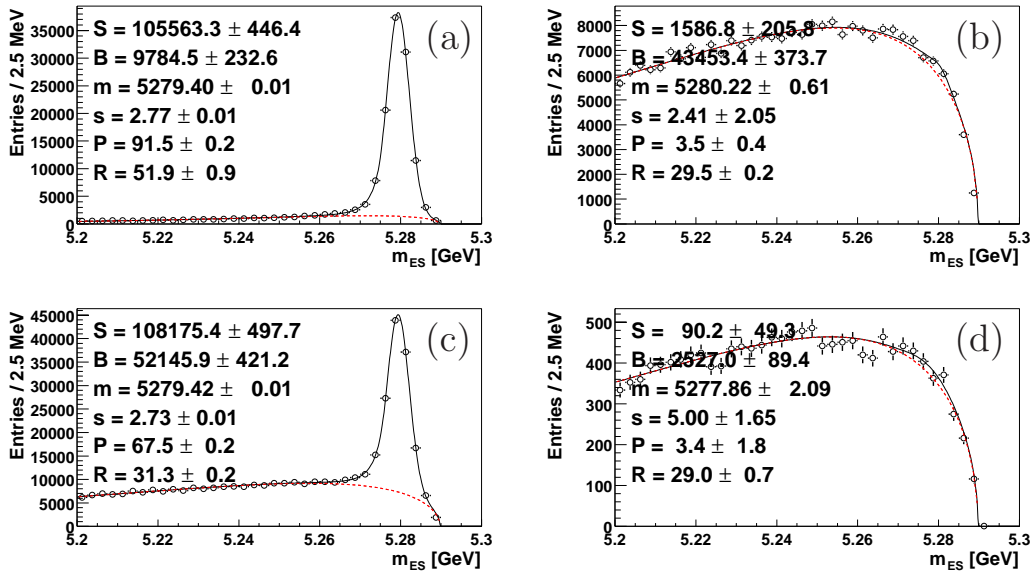 (a)
S = 105563.3 ± 446.4
B = 9784.5 ± 232.6
m = 5279.40 ± 0.01
s = 2.77 ± 0.01
P = 91.5 ± 0.2
R = 51.9 ± 0.9
Entries / 2.5 MeV
35000
30000
25000
20000
15000
10000
5000
0
5.2 5.22 5.24 5.26 5.28 5.3
m_ES [GeV]
(b)
S = 1586.8 ± 205.8
B = 43453.4 ± 373.7
m = 5280.22 ± 0.61
s = 2.41 ± 2.05
P = 3.5 ± 0.4
R = 29.5 ± 0.2
Entries / 2.5 MeV
8000
7000
6000
5000
4000
3000
2000
1000
0
5.2 5.22 5.24 5.26 5.28 5.3
m_ES [GeV]
(c)
S = 108175.4 ± 497.7
B = 52145.9 ± 421.2
m = 5279.42 ± 0.01
s = 2.73 ± 0.01
P = 67.5 ± 0.2
R = 31.3 ± 0.2
Entries / 2.5 MeV
45000
40000
35000
30000
25000
20000
15000
10000
5000
0
5.2 5.22 5.24 5.26 5.28 5.3
m_ES [GeV]
(d)
S = 90.2 ± 49.3
B = 2527.0 ± 89.4
m = 5277.86 ± 2.09
s = 5.00 ± 1.65
P = 3.4 ± 1.8
R = 29.0 ± 0.7
Entries / 2.5 MeV
500
400
300
200
100
0
5.2 5.22 5.24 5.26 5.28 5.3
m_ES [GeV]